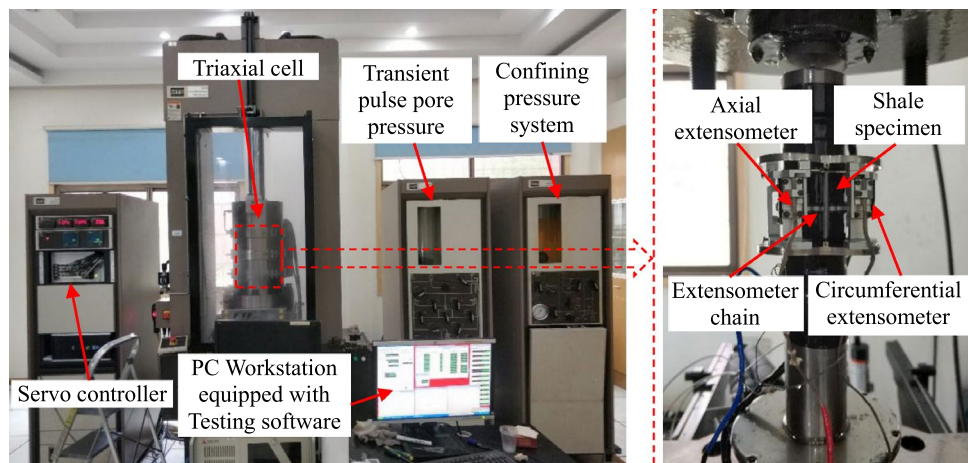 Triaxial cell
Transient
pulse pore
pressure
Confining
pressure
system
Servo controller
PC Workstation
equipped with
Testing software
Axial
extensometer
Shale
specimen
Extensometer
chain
Circumferential
extensometer